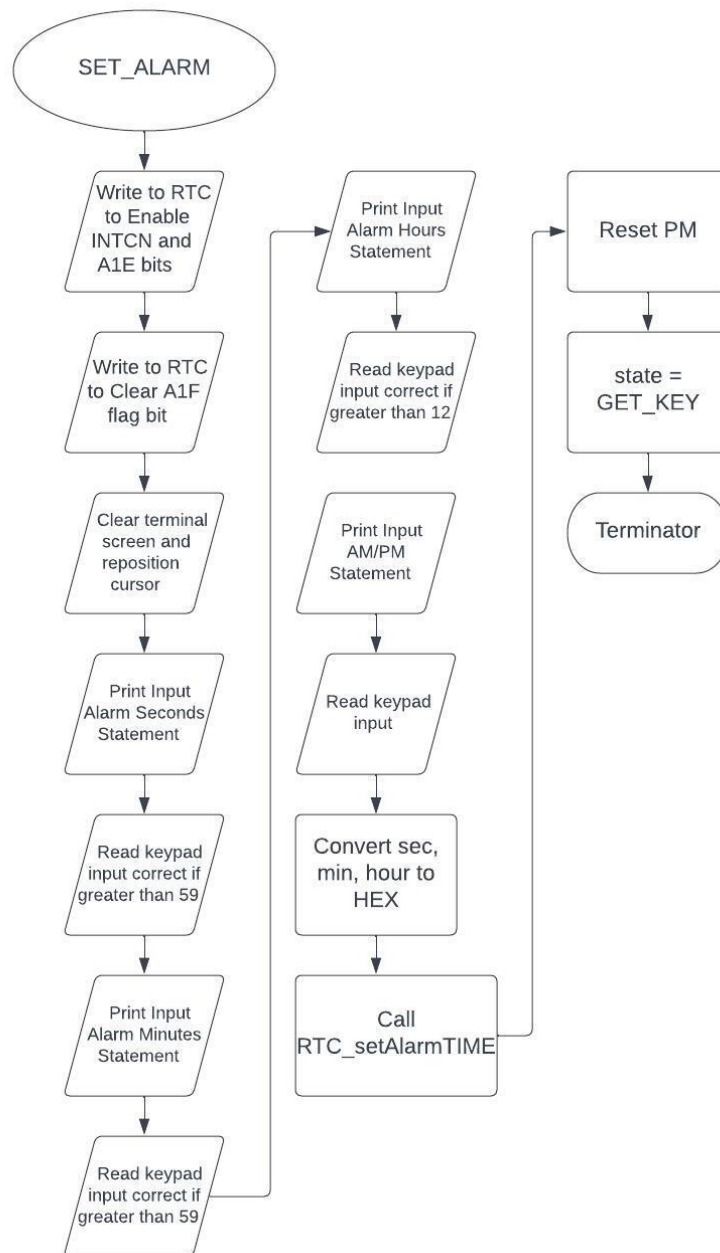 SET_ALARM
Write to RTC
to Enable
INTCN and
A1E bits
Write to RTC
to Clear A1F
flag bit
Clear terminal
screen and
reposition
cursor
Print Input
Alarm Seconds
Statement
Read keypad
input correct if
greater than 59
Print Input
Alarm Minutes
Statement
Read keypad
input correct if
greater than 59
Print Input
Alarm Hours
Statement
Read keypad
input correct if
greater than 12
Print Input
AM/PM
Statement
Read keypad
input
Convert sec,
min, hour to
HEX
Call
RTC_setAlarmTIME
Reset PM
state =
GET_KEY
Terminator